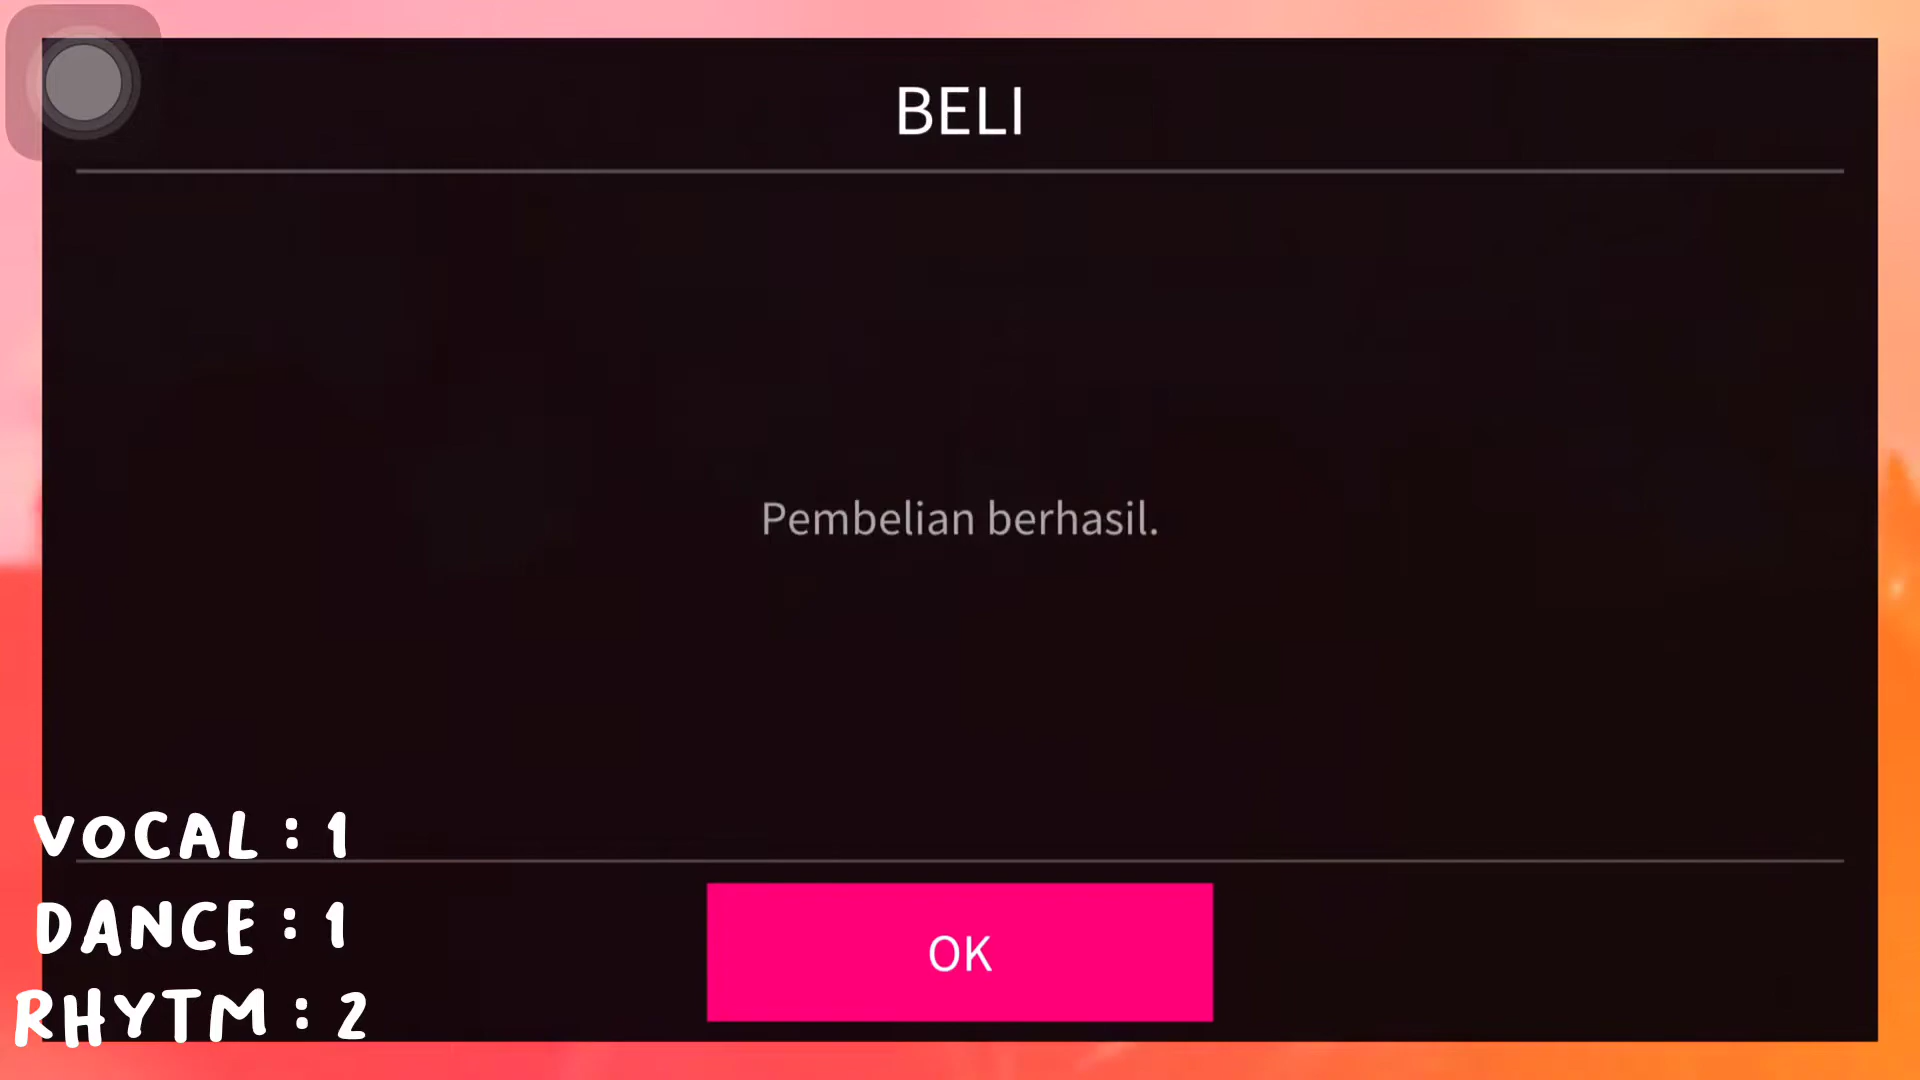 BELI
Pembelian berhasil.
VOCAL : 1
DANCE : 1
OK
RHYTM : 2